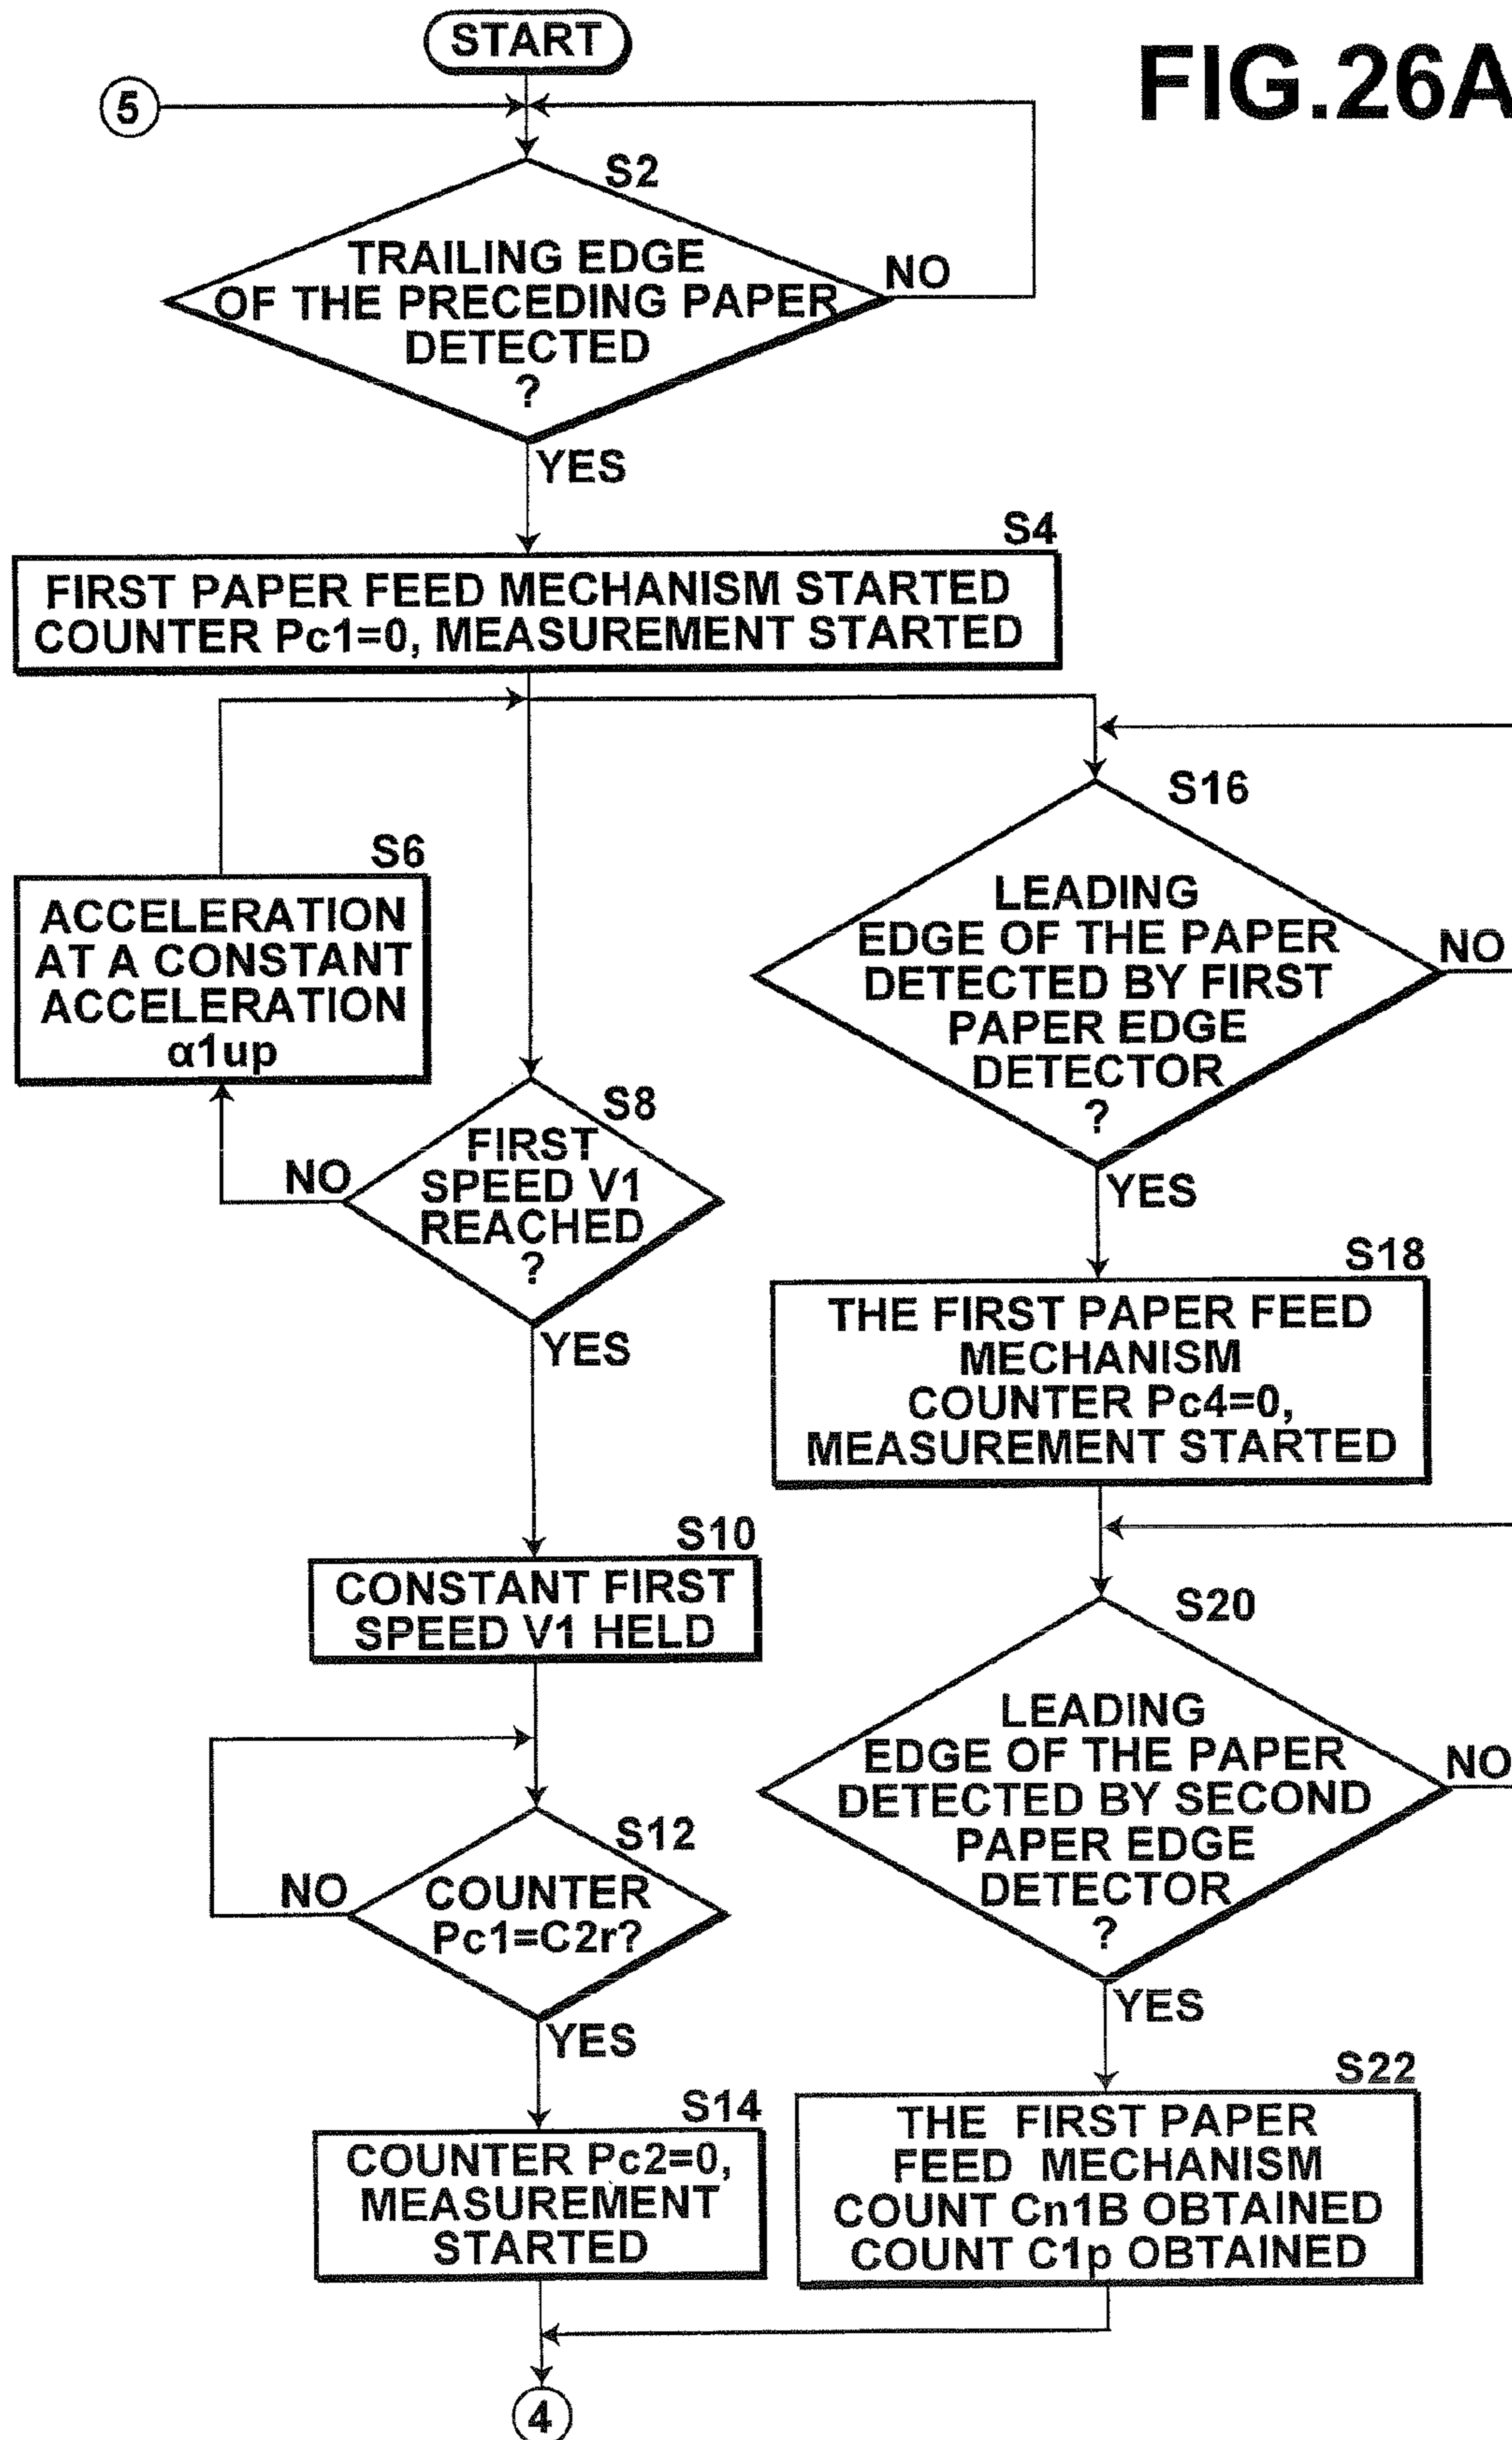 START
FIG.26A
5
S2
TRAILING EDGE
OF THE PRECEDING PAPER
DETECTED
?
NO
YES
S4
FIRST PAPER FEED MECHANISM STARTED
COUNTER Pc1=0, MEASUREMENT STARTED
S6
ACCELERATION
AT A CONSTANT
ACCELERATION
α1up
S8
FIRST
SPEED V1
REACHED
?
NO
YES
S10
CONSTANT FIRST
SPEED V1 HELD
S12
COUNTER
Pc1=C2r?
NO
YES
S14
COUNTER Pc2=0,
MEASUREMENT
STARTED
S16
LEADING
EDGE OF THE PAPER
DETECTED BY FIRST
PAPER EDGE
DETECTOR
?
NO
YES
S18
THE FIRST PAPER FEED
MECHANISM
COUNTER Pc4=0,
MEASUREMENT STARTED
S20
LEADING
EDGE OF THE PAPER
DETECTED BY SECOND
PAPER EDGE
DETECTOR
?
NO
YES
S22
THE FIRST PAPER
FEED MECHANISM
COUNT Cn1B OBTAINED
COUNT C1p OBTAINED
4